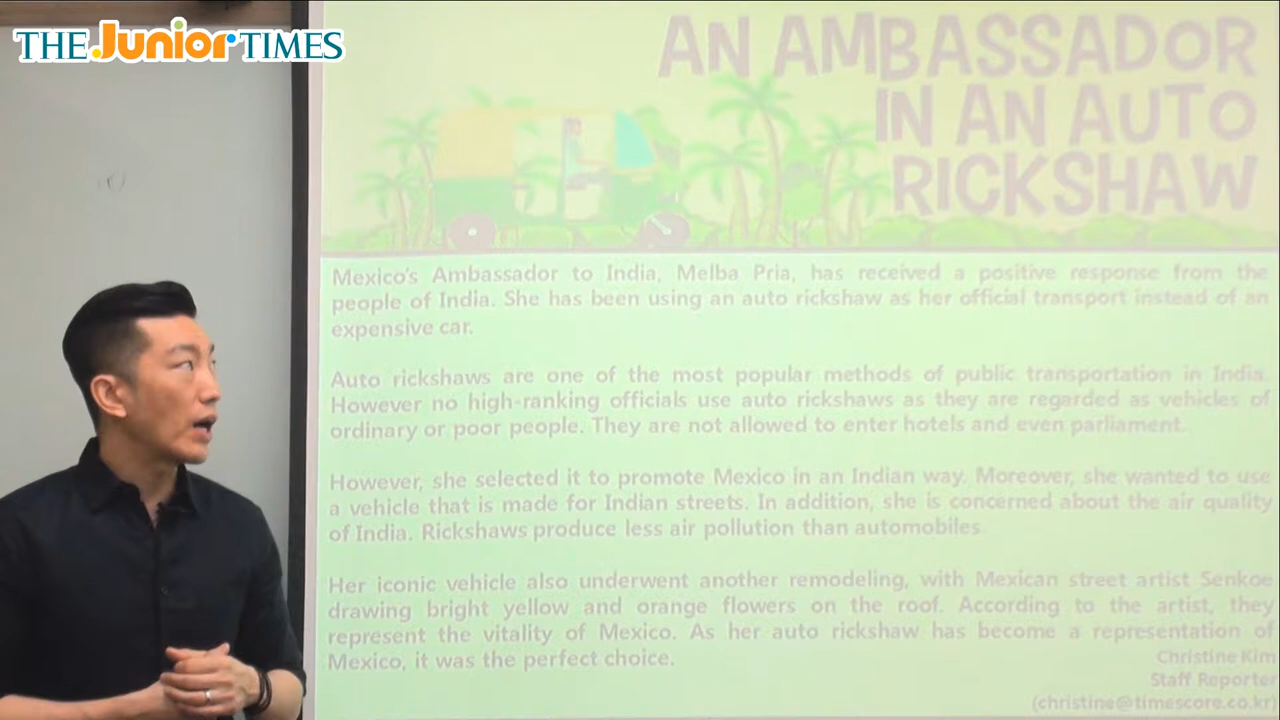 THE Junior TIMES
AN AMBASSADOR
IN AN AUTO
RICKSHAW
Mexico's Ambassador to India, Melba Pria, has received a positive response from the
people of India. She has been using an auto rickshaw as her official transport instead of an
expensive car.
Auto rickshaws are one of the most popular methods of public transportation in India.
However no high-ranking officials use auto rickshaws as they are regarded as vehicles of
ordinary or poor people. They are not allowed to enter hotels and even parliament.
However, she selected it to promote Mexico in an Indian way. Moreover, she wanted to use
a vehicle that is made for Indian streets. In addition, she is concerned about the air quality
of India. Rickshaws produce less air pollution than automobiles.
Her iconic vehicle also underwent another remodeling, with Mexican street artist Senkoe
drawing bright yellow and orange flowers on the roof. According to the artist, they
represent the vitality of Mexico. As her auto rickshaw has become a representation of
Mexico, it was the perfect choice.
Christine Kim
Staff Reporter
(christine@timescore.co.kr)